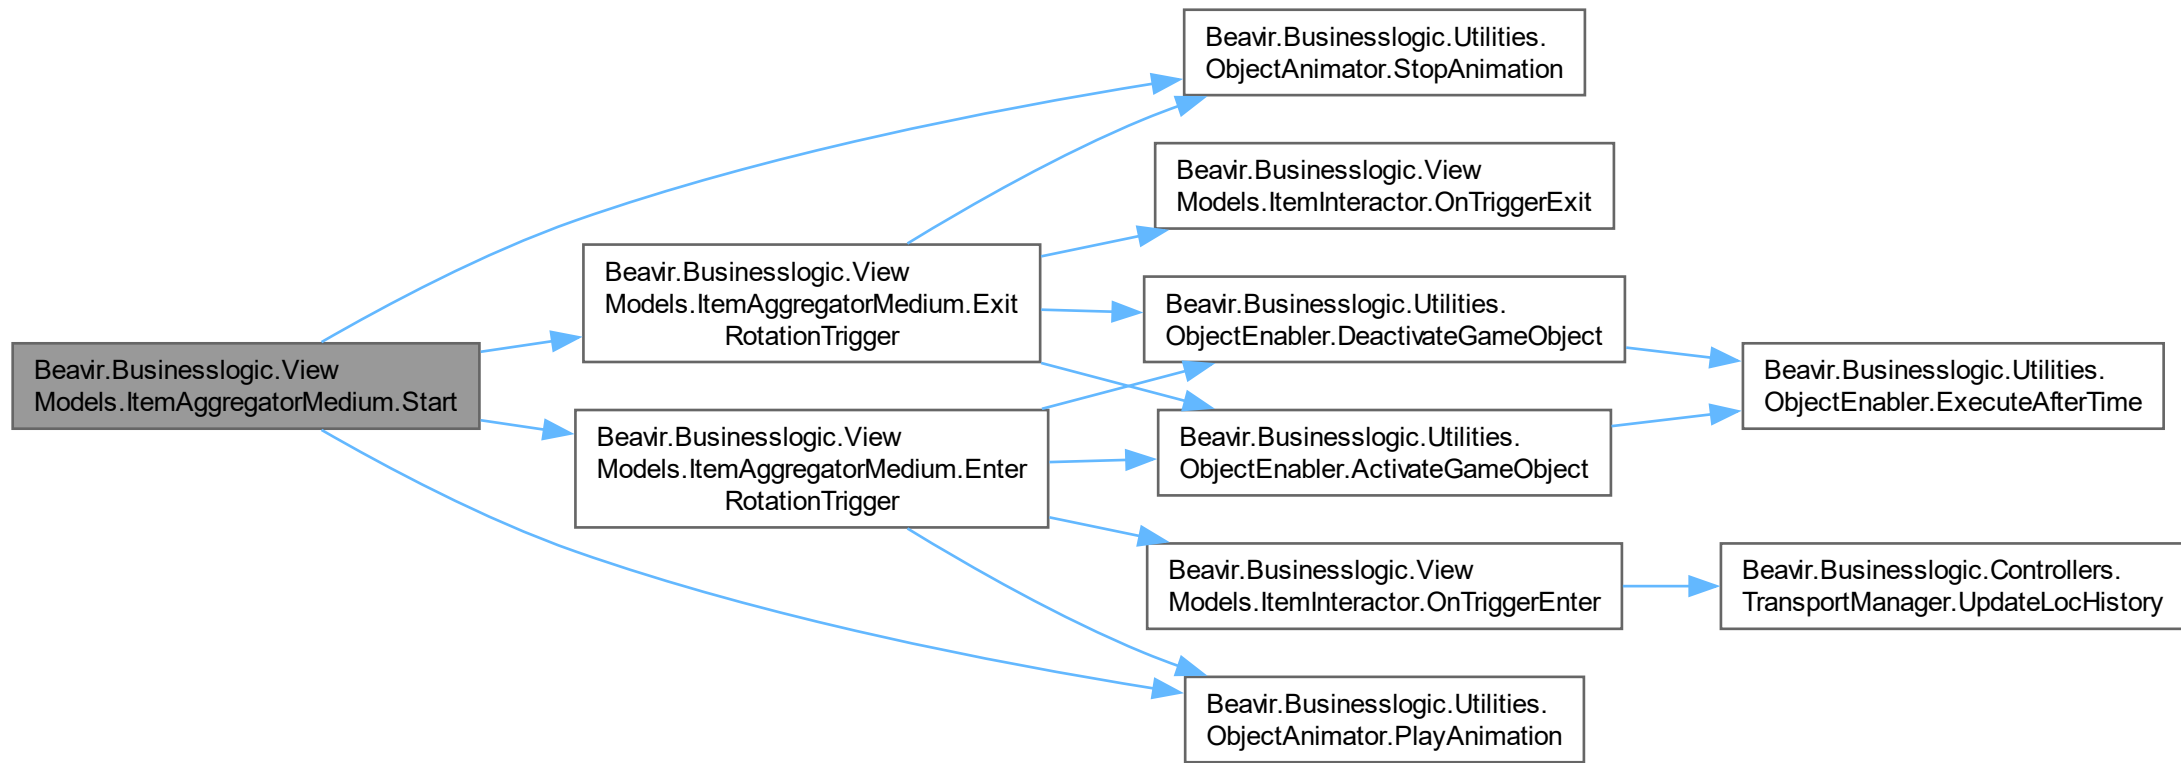 Beavir.Businesslogic.View
Models.ItemAggregatorMedium.Start
Beavir.Businesslogic.View
Models.ItemAggregatorMedium.Exit
RotationTrigger
Beavir.Businesslogic.View
Models.ItemAggregatorMedium.Enter
RotationTrigger
Beavir.Businesslogic.Utilities.
ObjectAnimator.StopAnimation
Beavir.Businesslogic.View
Models.ItemInteractor.OnTriggerExit
Beavir.Businesslogic.Utilities.
ObjectEnabler.DeactivateGameObject
Beavir.Businesslogic.Utilities.
ObjectEnabler.ActivateGameObject
Beavir.Businesslogic.View
Models.ItemInteractor.OnTriggerEnter
Beavir.Businesslogic.Utilities.
ObjectAnimator.PlayAnimation
Beavir.Businesslogic.Utilities.
ObjectEnabler.ExecuteAfterTime
Beavir.Businesslogic.Controllers.
TransportManager.UpdateLocHistory